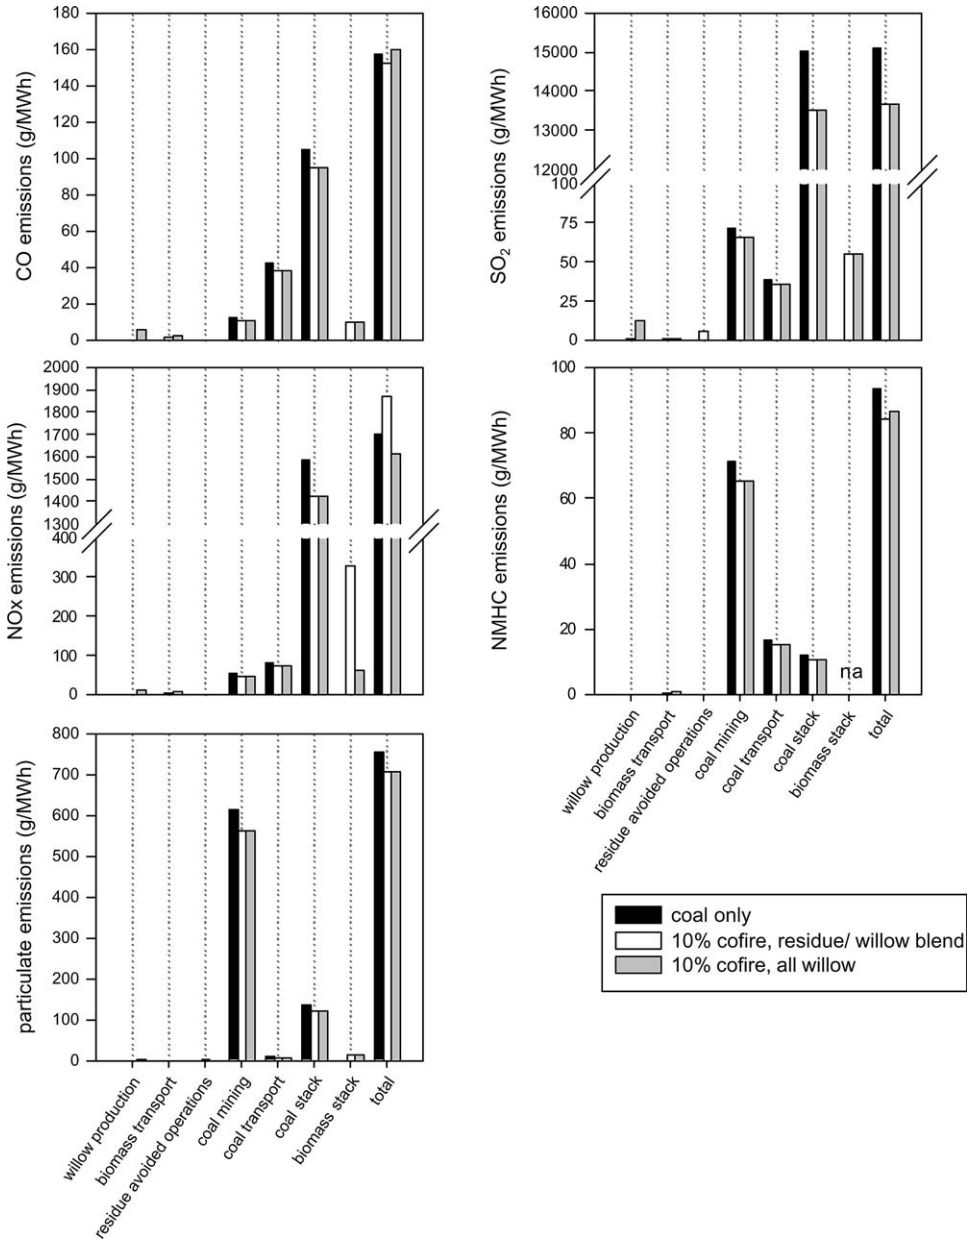 CO emissions (g/MWh)
180
160
140
120
100
80
60
40
20
0
SO2 emissions (g/MWh)
16000
15000
14000
13000
12000
100
75
50
25
0
NOx emissions (g/MWh)
2000
1900
1800
1700
1600
1500
1400
1300
400
300
200
100
0
NMHC emissions (g/MWh)
100
80
60
40
20
0
na
willow production
biomass transport
residue avoided operations
coal mining
coal transport
coal stack
biomass stack
total
particulate emissions (g/MWh)
800
700
600
500
400
300
200
100
0
willow production
biomass transport
residue avoided operations
coal mining
coal transport
coal stack
biomass stack
total
coal only
10% cofire, residue/ willow blend
10% cofire, all willow